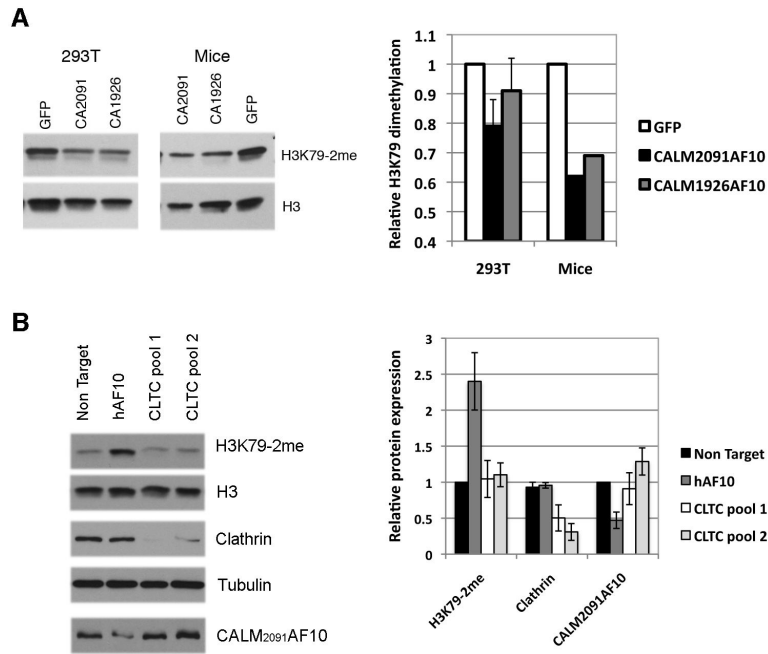 A
293T
Mice
GFP
CA2091
CA1926
CA2091
CA1926
GFP
H3K79-2me
H3
Relative H3K79 dimethylation
1.1
1
0.9
0.8
0.7
0.6
0.5
0.4
293T
Mice
GFP
CALM2091AF10
CALM1926AF10
B
Non Target
hAF10
CLTC pool 1
CLTC pool 2
H3K79-2me
H3
Clathrin
Tubulin
CALM2091AF10
Relative protein expression
3
2.5
2
1.5
1
0.5
0
H3K79-2me
Clathrin
CALM2091AF10
Non Target
hAF10
CLTC pool 1
CLTC pool 2